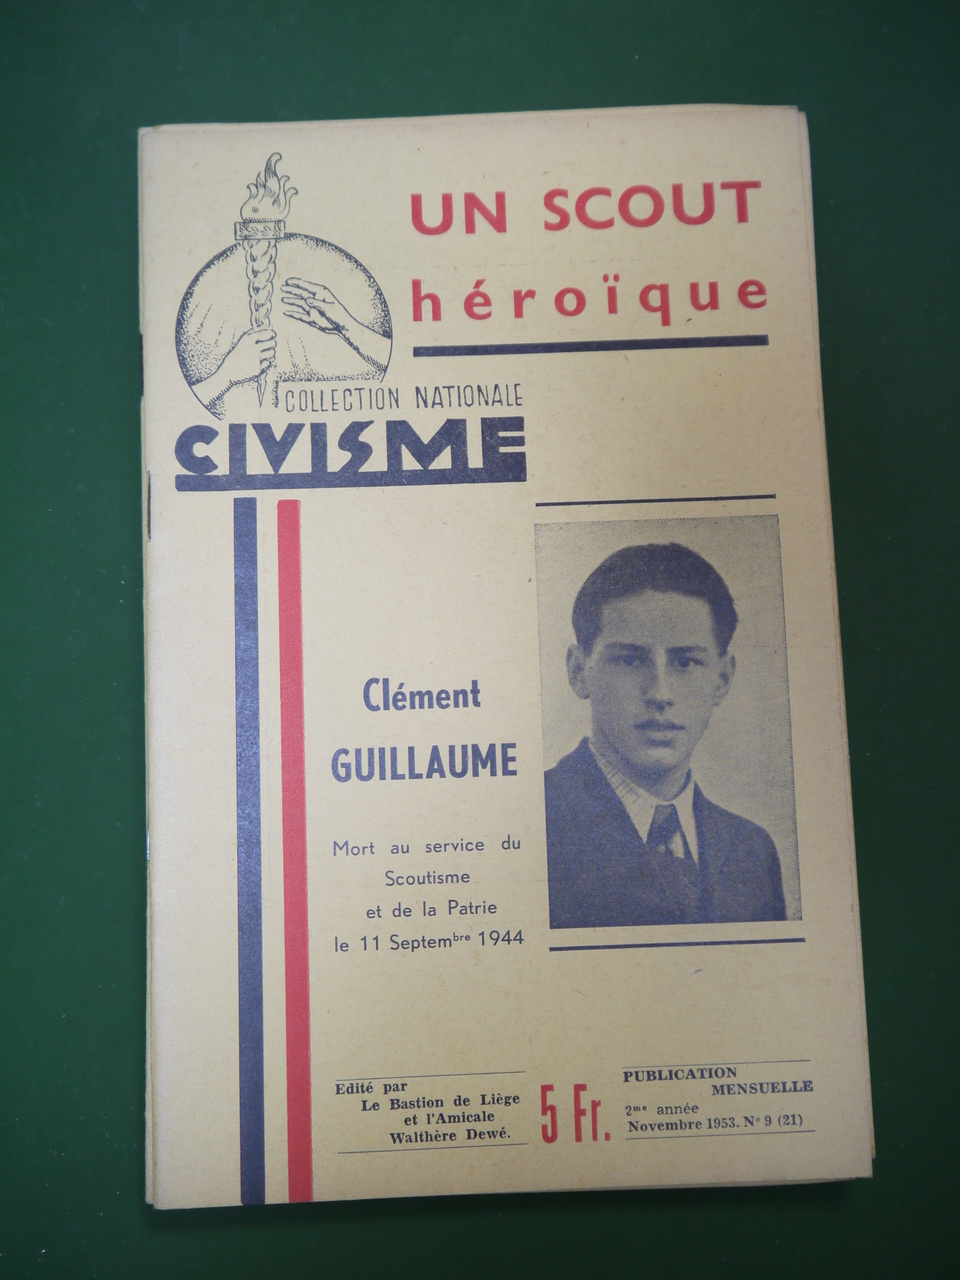 UN SCOUT
héroïque
COLLECTION NATIONALE
CIVISME
Clément
GUILLAUME
Mort au service du
Scoutisme
et de la Patrie
le 11 Septembre 1944
Edité par
Le Bastion de Liège
et l'Amicale
Walthère Dewé.
5 Fr.
PUBLICATION
MENSUELLE
2me année
Novembre 1953. No 9 (21)